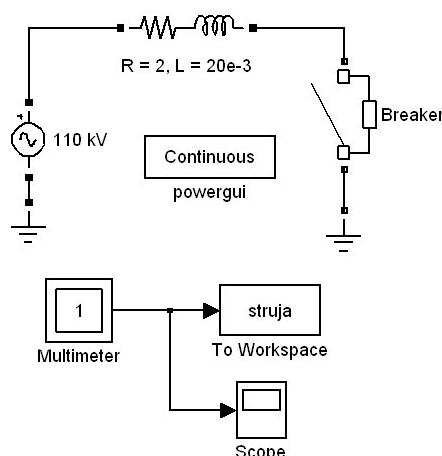 R = 2, L = 20e-3
Breaker
110 kV
Continuous
powergui
1
struja
Multimeter
To Workspace
Scope